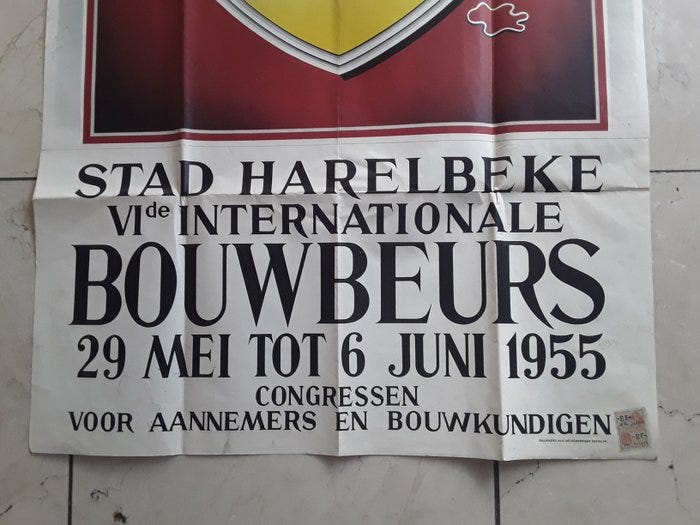 STAD HARELBEKE
VIde INTERNATIONALE
BOUWBEURS
29 MEI TOT 6 JUNI 1955
CONGRESSEN
VOOR AANNEMERS EN BOUWKUNDIGEN